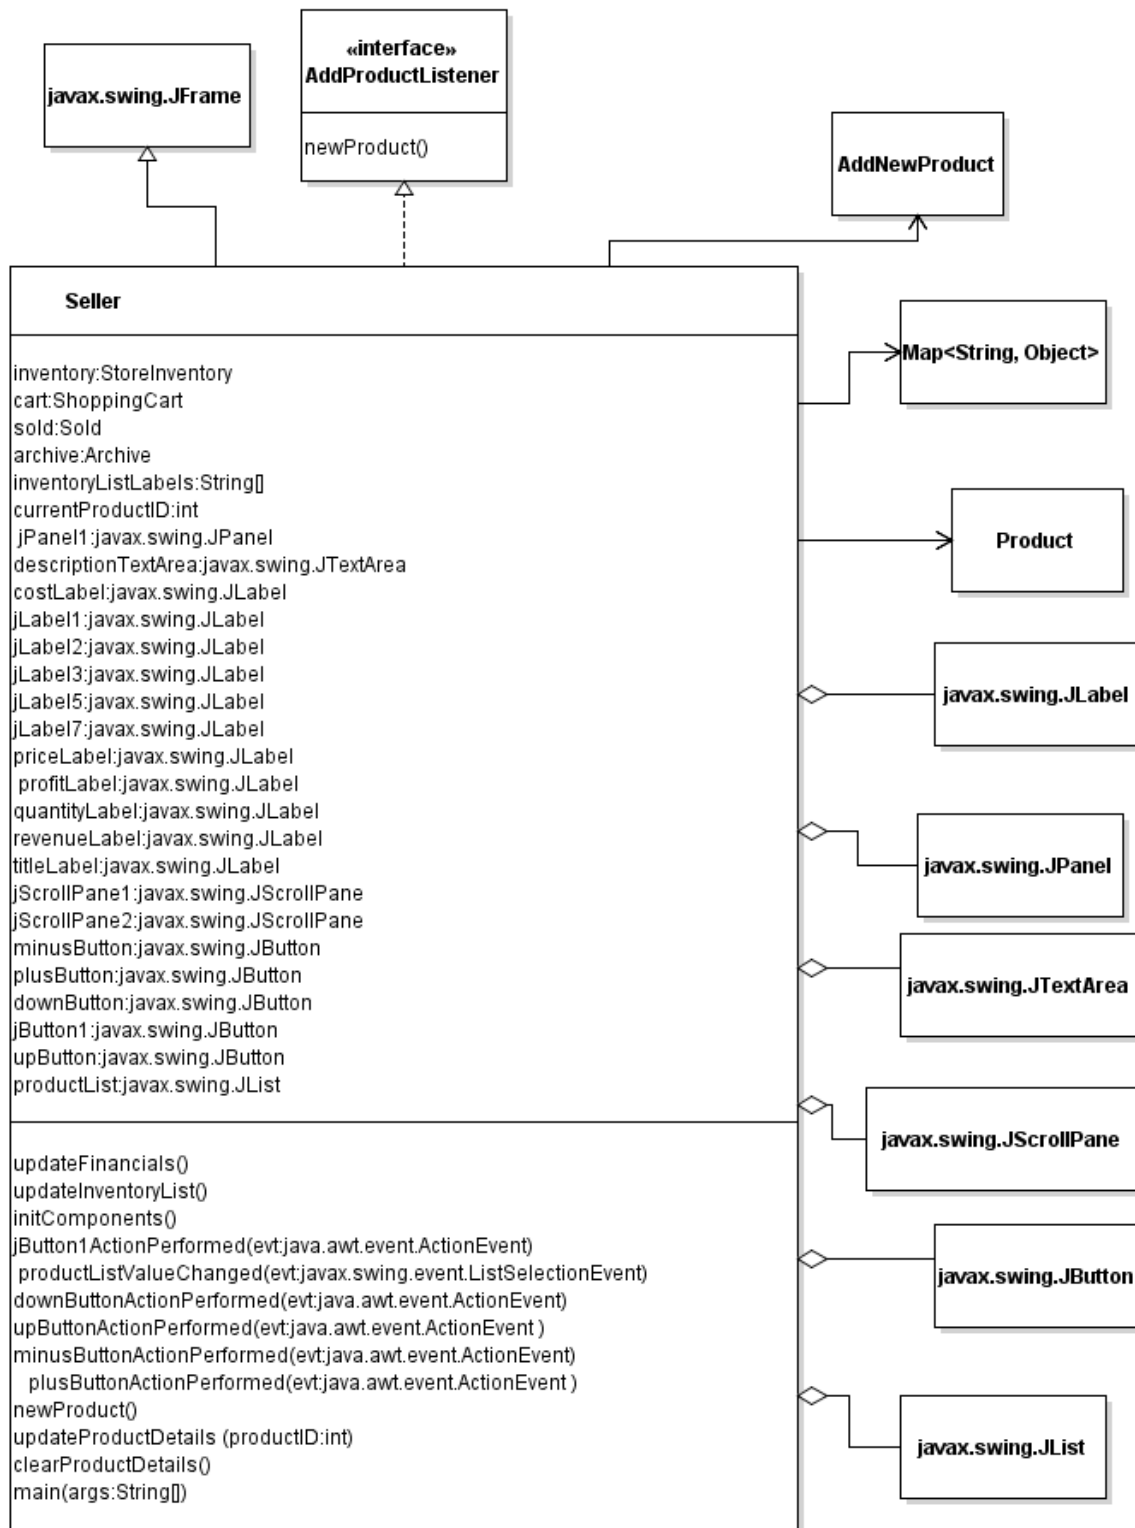 «interface»
AddProductListener
javax.swing.JFrame
newProduct()
AddNewProduct
Seller
Map<String, Object>
inventory:StoreInventory
cart:ShoppingCart
sold:Sold
archive:Archive
inventoryListLabels:String[]
currentProductID:int
jPanel1:javax.swing.JPanel
descriptionTextArea:javax.swing.JTextArea
costLabel:javax.swing.JLabel
jLabel1:javax.swing.JLabel
jLabel2:javax.swing.JLabel
jLabel3:javax.swing.JLabel
jLabel5:javax.swing.JLabel
jLabel7:javax.swing.JLabel
priceLabel:javax.swing.JLabel
profitLabel:javax.swing.JLabel
quantityLabel:javax.swing.JLabel
revenueLabel:javax.swing.JLabel
titleLabel:javax.swing.JLabel
jScrollPane1:javax.swing.JScrollPane
jScrollPane2:javax.swing.JScrollPane
minusButton:javax.swing.JButton
plusButton:javax.swing.JButton
downButton:javax.swing.JButton
jButton1:javax.swing.JButton
upButton:javax.swing.JButton
productList:javax.swing.JList
updateFinancials()
updateInventoryList()
initComponents()
jButton1ActionPerformed(evt:java.awt.event.ActionEvent)
productListValueChanged(evt:javax.swing.event.ListSelectionEvent)
downButtonActionPerformed(evt:java.awt.event.ActionEvent)
upButtonActionPerformed(evt:java.awt.event.ActionEvent )
minusButtonActionPerformed(evt:java.awt.event.ActionEvent)
plusButtonActionPerformed(evt:java.awt.event.ActionEvent )
newProduct()
updateProductDetails (productID:int)
clearProductDetails()
main(args:String[])
Product
javax.swing.JLabel
javax.swing.JPanel
javax.swing.JTextArea
javax.swing.JScrollPane
javax.swing.JButton
javax.swing.JList